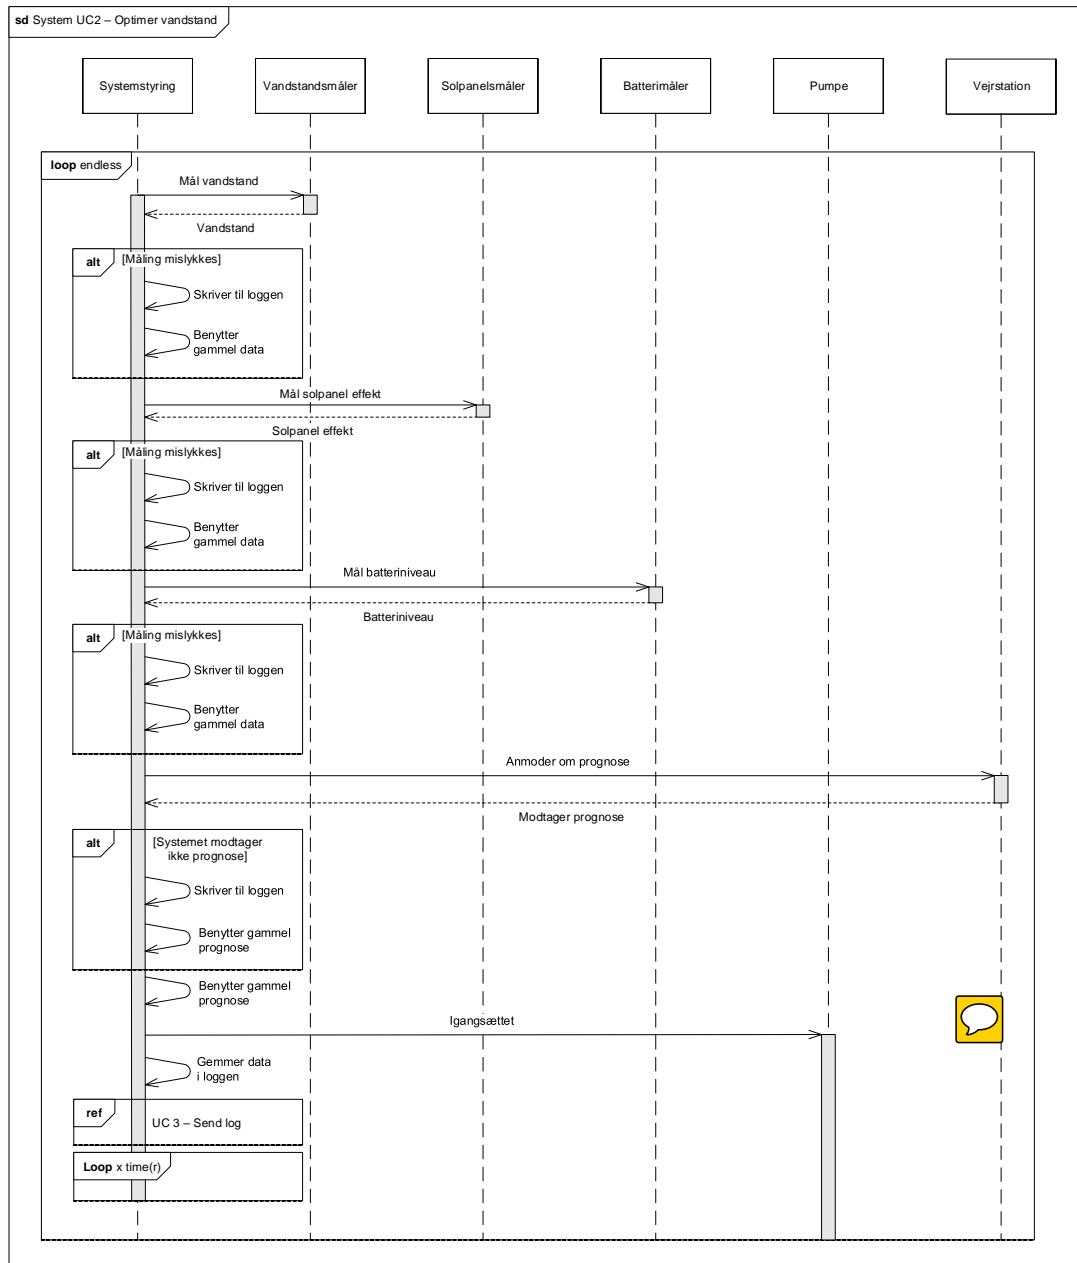 sd System UC2 – Optimer vandstand
Systemstyring
Vandstandsmåler
Solpanelsmåler
Batterimåler
Pumpe
Vejrstation
loop endless
Mål vandstand
Vandstand
alt
[Måling mislykkes]
Skriver til loggen
Benytter
gammel data
Mål solpanel effekt
Solpanel effekt
alt
[Måling mislykkes]
Skriver til loggen
Benytter
gammel data
Mål batteriniveau
Batteriniveau
alt
[Måling mislykkes]
Skriver til loggen
Benytter
gammel data
Anmoder om prognose
Modtager prognose
alt
[Systemet modtager
ikke prognose]
Skriver til loggen
Benytter gammel
prognose
Benytter gammel
prognose
Igangsættet
Gemmer data
i loggen
ref
UC 3 – Send log
Loop x time(r)